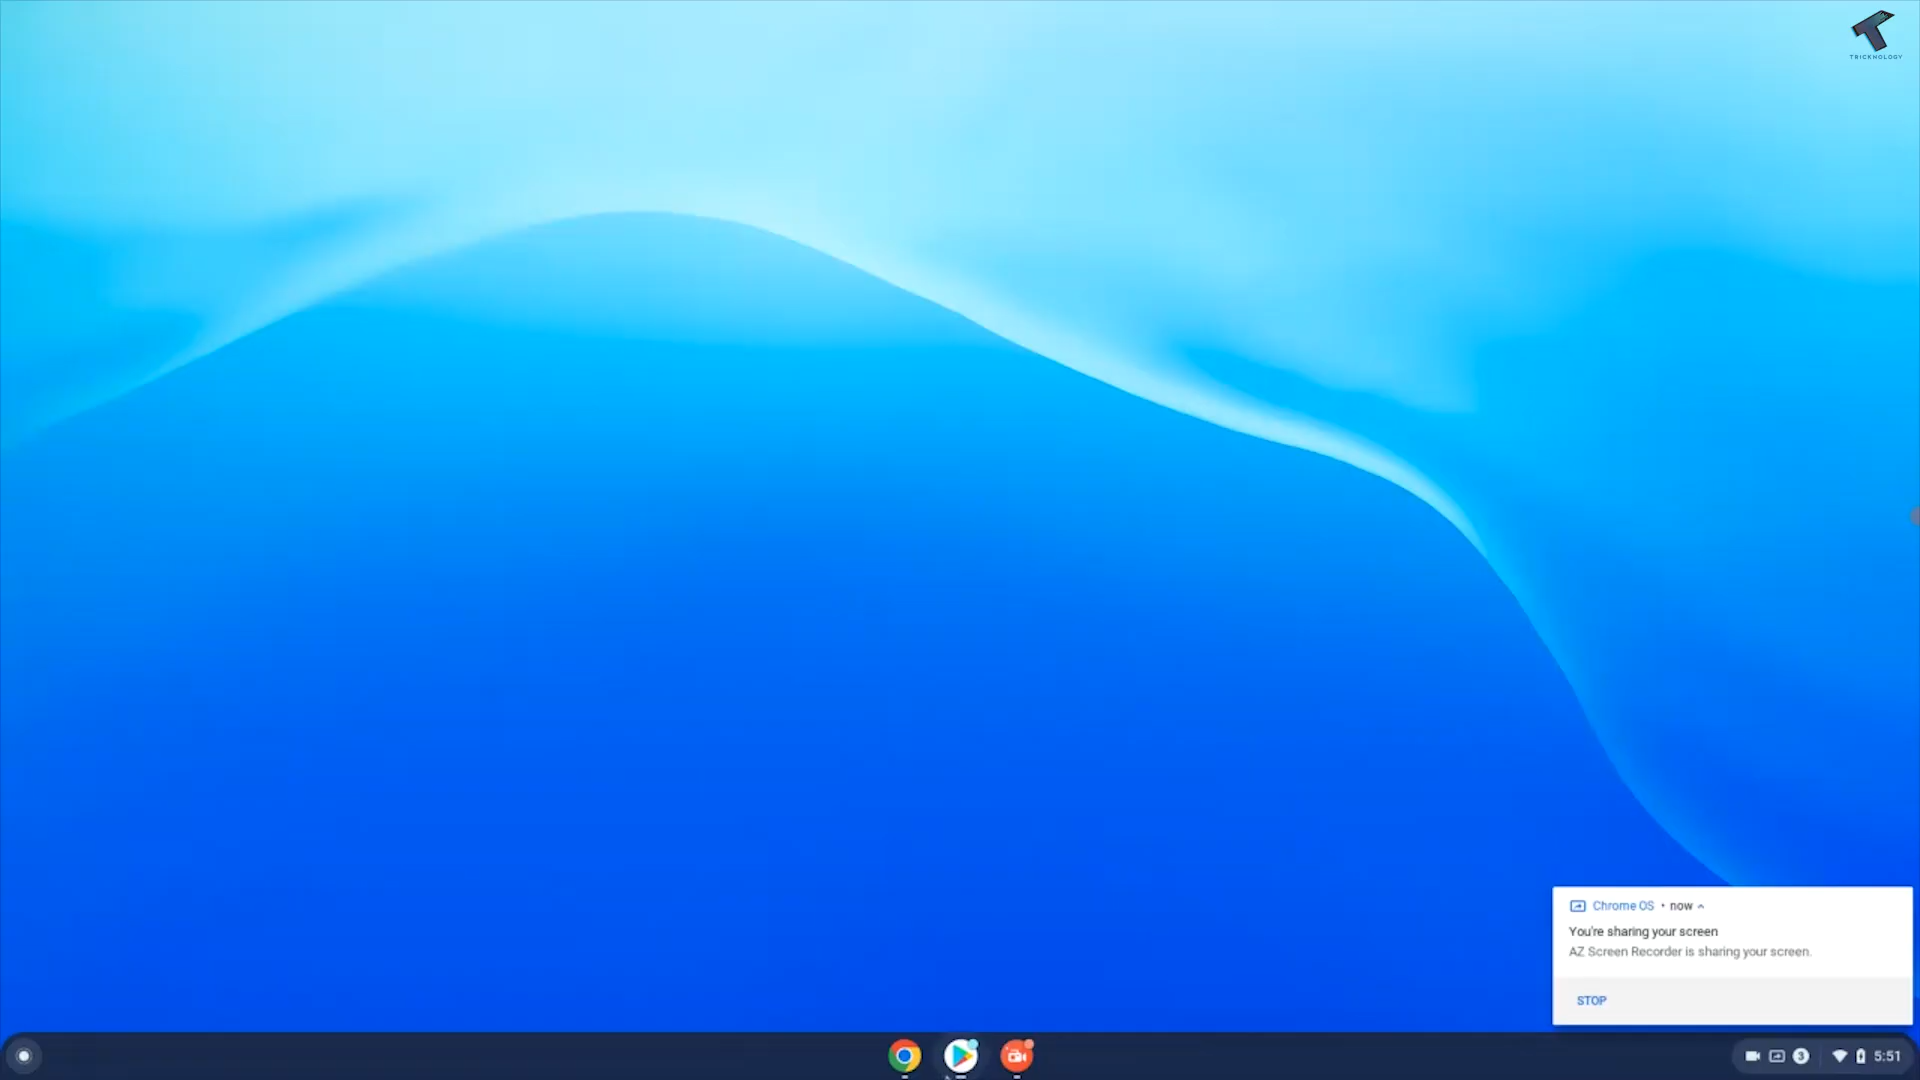 TRICKNOLOGY
Chrome OS • now
You're sharing your screen
AZ Screen Recorder is sharing your screen.
STOP
3
5:51